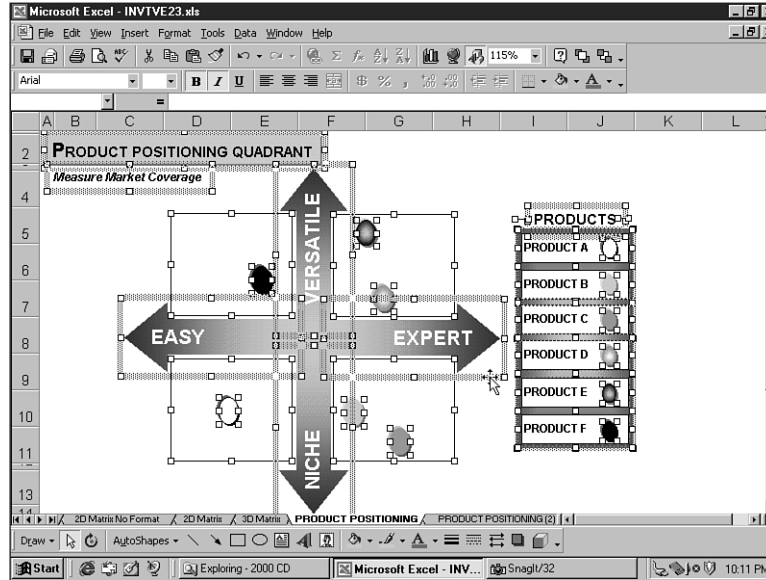 Microsoft Excel - INVTVE23.xls
File Edit View Insert Format Tools Data Window Help
115%
Arial
B I U
=
A B C D E F G H I J K L
2 PRODUCT POSITIONING QUADRANT
Measure Market Coverage
4
VERSATILE
PRODUCTS
5 PRODUCT A
6 PRODUCT B
7 PRODUCT C
8 EASY EXPERT PRODUCT D
9 PRODUCT E
10 PRODUCT F
11
NICHE
13
14
2D Matrix No Format 2D Matrix 3D Matrix PRODUCT POSITIONING PRODUCT POSITIONING (2)
Draw AutoShapes
Start Exploring - 2000 CD Microsoft Excel - INV... SnagIt/32 10:11 PM